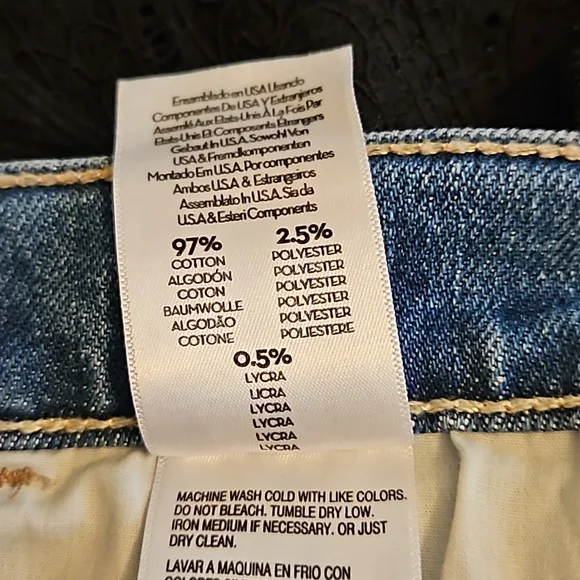 Ensamblado en USA Usando
Componentes De USA Y Extranjeros
Assemblé Aux Etats-Unis À La Fois Par
Etats-Unis Et Composants Étrangers
Gebaut In U.S.A. Sowohl Von
USA & Fremdkomponenten
Montado Em U.S.A. Por componentes
Ambos U.S.A & Estrangeiros
Assemblato In U.S.A. Sia da
U.S.A & Esteri Components
97%
COTTON
ALGODÓN
COTON
BAUMWOLLE
ALGODÃO
COTONE
2.5%
POLYESTER
POLYESTER
POLYESTER
POLYESTER
POLYESTER
POLIESTERE
0.5%
LYCRA
LICRA
LYCRA
LYCRA
LYCRA
LYCRA
MACHINE WASH COLD WITH LIKE COLORS.
DO NOT BLEACH. TUMBLE DRY LOW.
IRON MEDIUM IF NECESSARY. OR JUST
DRY CLEAN.
LAVAR A MAQUINA EN FRIO CON